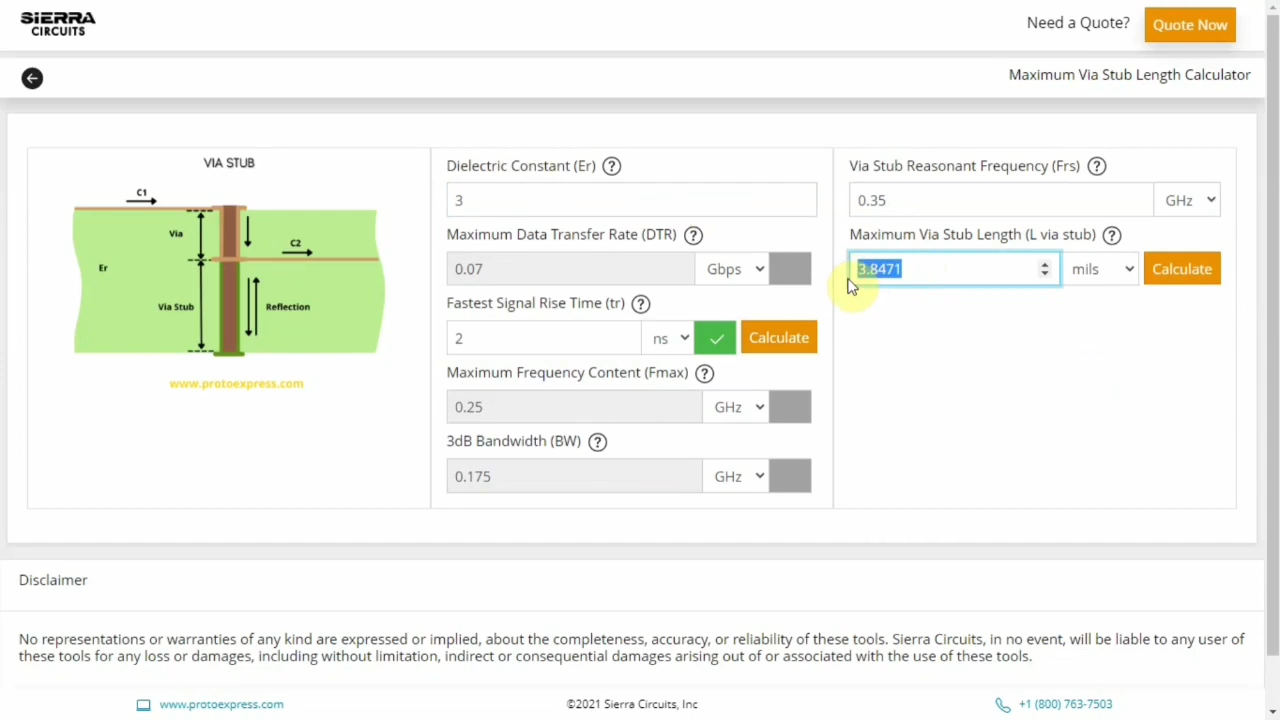 SIERRA
CIRCUITS
Need a Quote?
Quote Now
Maximum Via Stub Length Calculator
VIA STUB
C1
Via
C2
Er
Via Stub
Reflection
www.protoexpress.com
Dielectric Constant (Er) ?
3
Maximum Data Transfer Rate (DTR) ?
0.07 Gbps
Fastest Signal Rise Time (tr) ?
2 ns Calculate
Maximum Frequency Content (Fmax) ?
0.25 GHz
3dB Bandwidth (BW) ?
0.175 GHz
Via Stub Reasonant Frequency (Frs) ?
0.35 GHz
Maximum Via Stub Length (L via stub) ?
3.8471 mils Calculate
Disclaimer
No representations or warranties of any kind are expressed or implied, about the completeness, accuracy, or reliability of these tools. Sierra Circuits, in no event, will be liable to any user of
these tools for any loss or damages, including without limitation, indirect or consequential damages arising out of or associated with the use of these tools.
www.protoexpress.com
©2021 Sierra Circuits, Inc
+1 (800) 763-7503